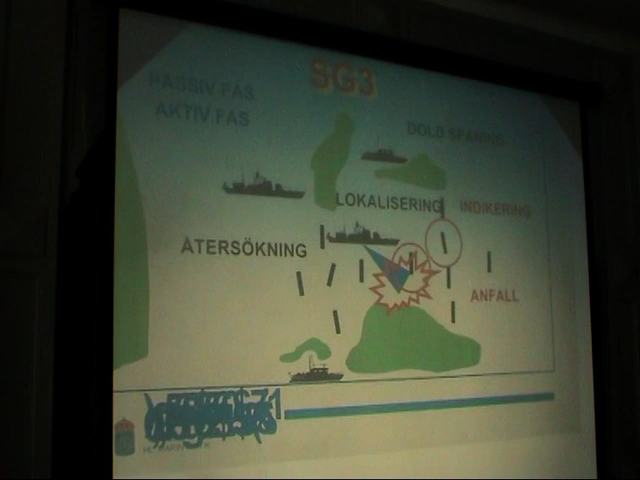 SG3
PASSIV FAS
AKTIV FAS
DOLD SPANING
LOKALISERING
INDIKERING
ÅTERSÖKNING
ANFALL